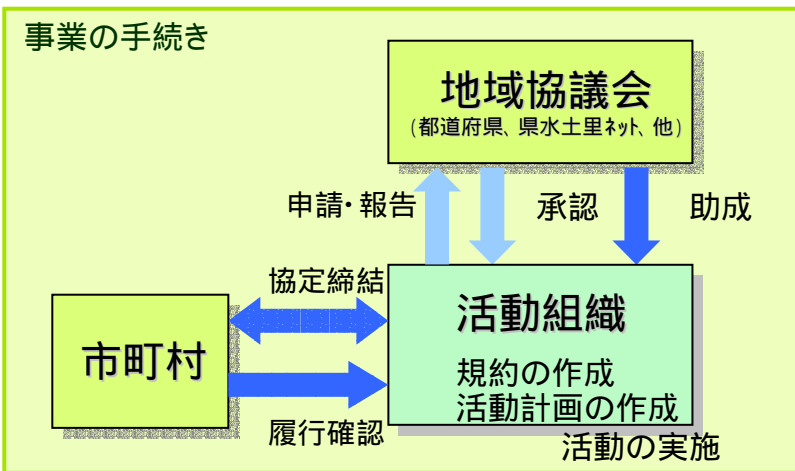 事業の手続き
地域協議会
(都道府県、県水土里ネット、他)
申請・報告
承認
助成
協定締結
市町村
活動組織
規約の作成
活動計画の作成
履行確認
活動の実施